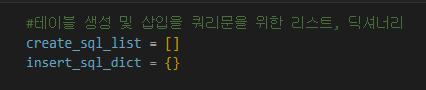 #테이블 생성 및 삽입을 쿼리문을 위한 리스트, 딕셔너리
create_sql_list = []
insert_sql_dict = {}